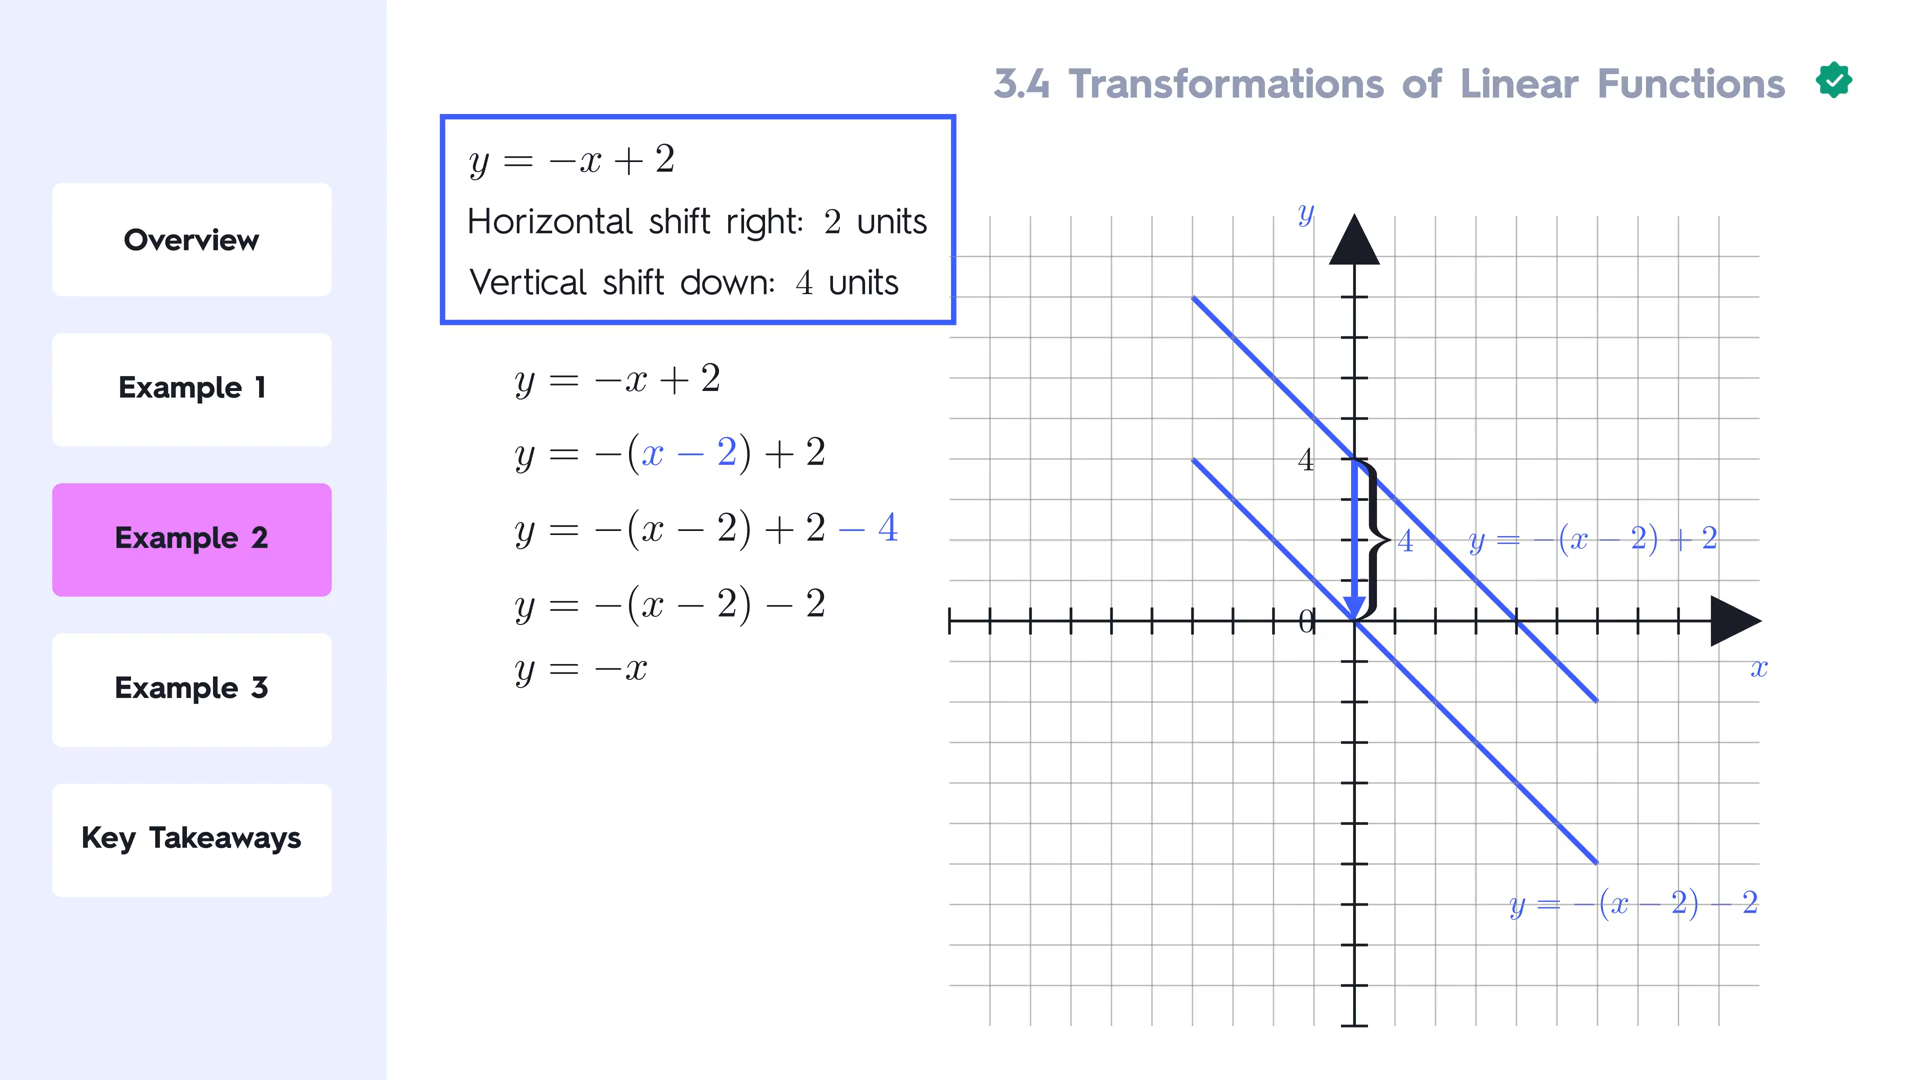 3.4 Transformations of Linear Functions
Overview
Example 1
Example 2
Example 3
Key Takeaways
y = −x + 2
Horizontal shift right: 2 units
Vertical shift down: 4 units
y = −x + 2
y = −(x − 2) + 2
y = −(x − 2) + 2 − 4
y = −(x − 2) − 2
y = −x
y
4
4
y = −(x − 2) + 2
0
x
y = −(x − 2) − 2